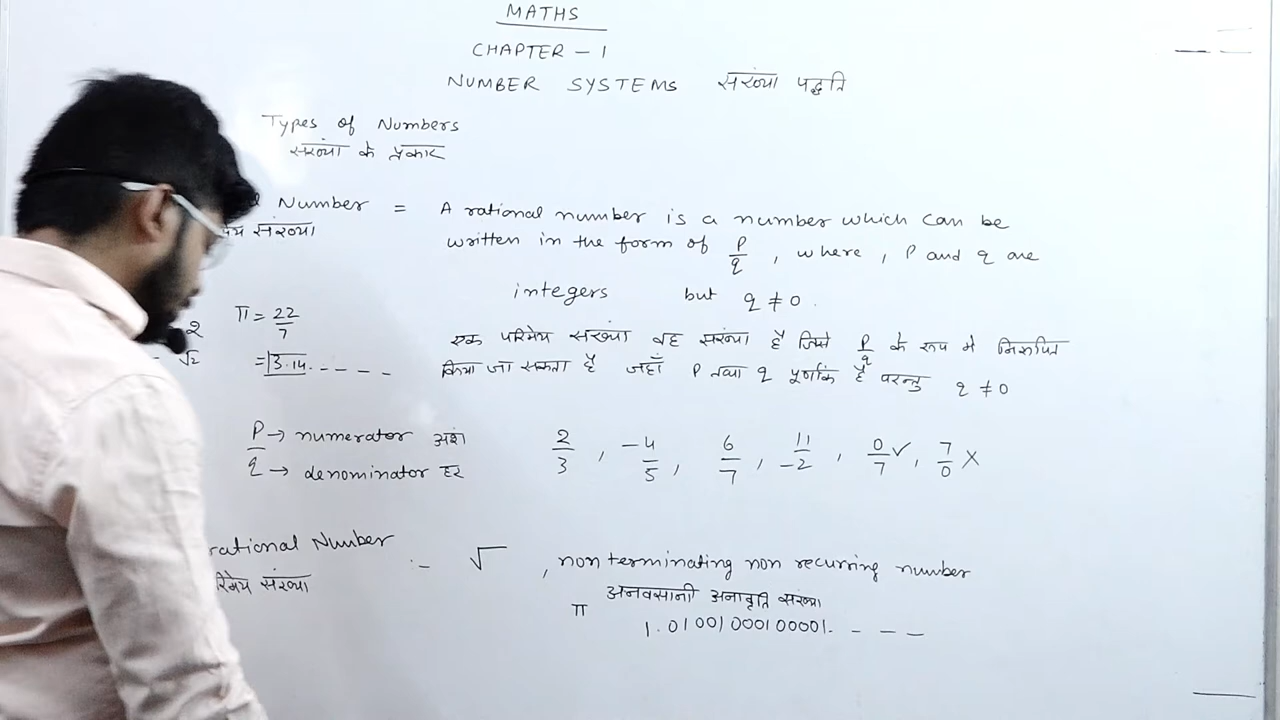 MATHS
CHAPTER - 1
NUMBER SYSTEMS संख्या पद्धति
Types of Numbers
संख्या के प्रकार
Number = A rational number is a number which can be
संख्या written in the form of P/q , where , P and q are
integers but q ≠ 0 .
π = 22/7
= 3.14. - - - -
2
√2
एक परिमेय संख्या वह संख्या है जिसे P/q के रूप में निरूपित
किया जा सकता है जहाँ P तथा q पूर्णांक है परन्तु q ≠ 0
P → numerator अंश
q → denominator हर
2/3 , -4/5 , 6/7 , 11/-2 , 0/7 ✓, 7/0 X
rational Number :- √ , non terminating non recurring number
रिमेय संख्या
अनवसानी अनावृत्ति संख्या
π
1.01001000100001. - - -